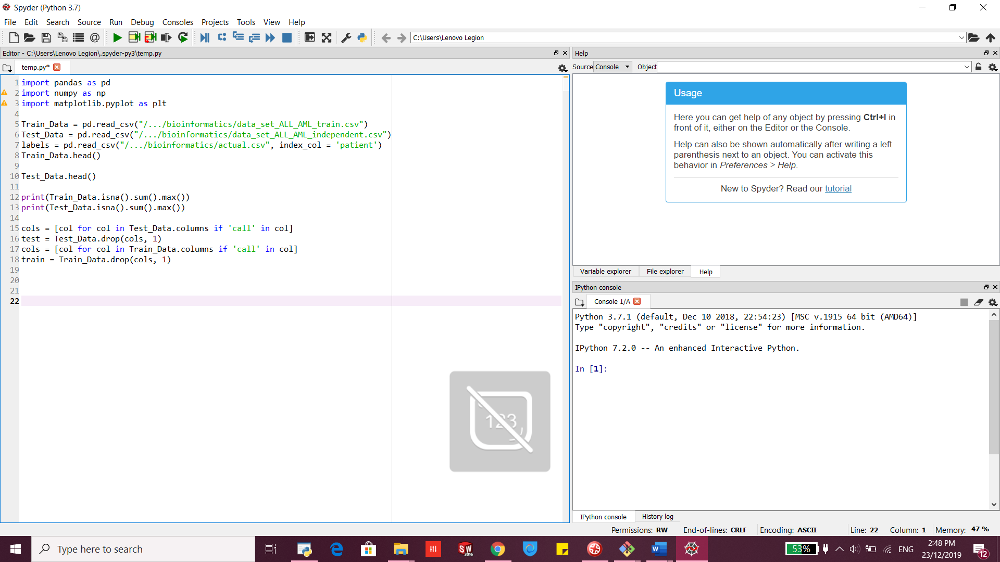 Spyder (Python 3.7)
File Edit Search Source Run Debug Consoles Projects Tools View Help
C:\Users\Lenovo Legion
Editor - C:\Users\Lenovo Legion\.spyder-py3\temp.py
temp.py*
1 import pandas as pd
2 import numpy as np
3 import matplotlib.pyplot as plt
4
5 Train_Data = pd.read_csv("/.../bioinformatics/data_set_ALL_AML_train.csv")
6 Test_Data = pd.read_csv("/.../bioinformatics/data_set_ALL_AML_independent.csv")
7 labels = pd.read_csv("/.../bioinformatics/actual.csv", index_col = 'patient')
8 Train_Data.head()
9
10 Test_Data.head()
11
12 print(Train_Data.isna().sum().max())
13 print(Test_Data.isna().sum().max())
14
15 cols = [col for col in Test_Data.columns if 'call' in col]
16 test = Test_Data.drop(cols, 1)
17 cols = [col for col in Train_Data.columns if 'call' in col]
18 train = Train_Data.drop(cols, 1)
19
20
21
22
123
Help
Source Console Object
Usage
Here you can get help of any object by pressing Ctrl+I in
front of it, either on the Editor or the Console.
Help can also be shown automatically after writing a left
parenthesis next to an object. You can activate this
behavior in Preferences > Help.
New to Spyder? Read our tutorial
Variable explorer File explorer Help
IPython console
Console 1/A
Python 3.7.1 (default, Dec 10 2018, 22:54:23) [MSC v.1915 64 bit (AMD64)]
Type "copyright", "credits" or "license" for more information.
IPython 7.2.0 -- An enhanced Interactive Python.
In [1]:
IPython console History log
Permissions: RW End-of-lines: CRLF Encoding: ASCII Line: 22 Column: 1 Memory: 47 %
Type here to search
SW 2016
53%
ENG
2:48 PM
23/12/2019
12